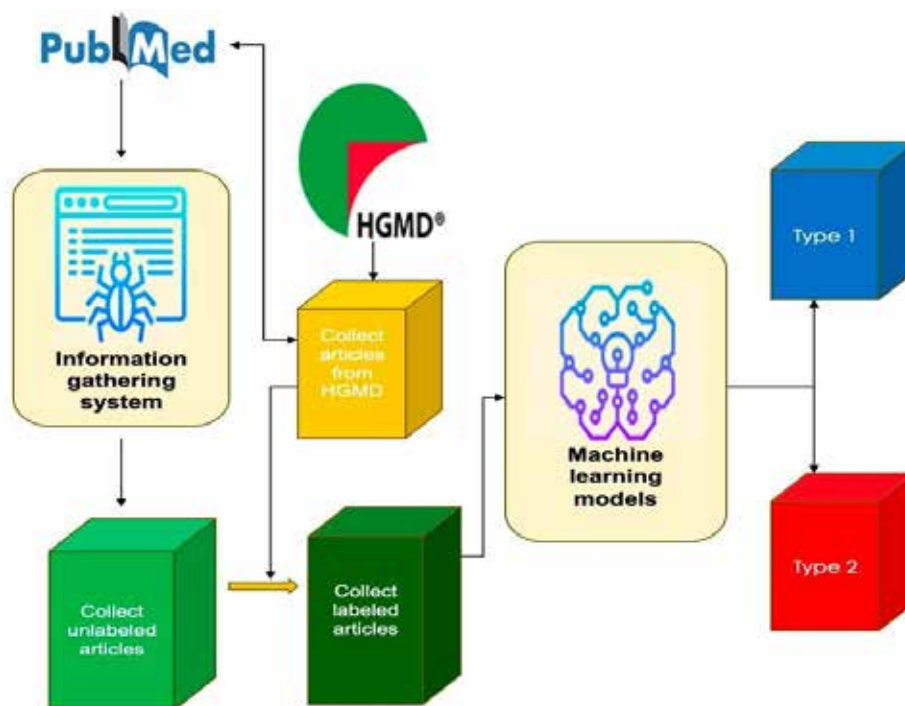 PubMed
HGMD®
Information
gathering
system
Collect
articles
from
HGMD
Machine
learning
models
Type 1
Type 2
Collect
unlabeled
articles
Collect
labeled
articles